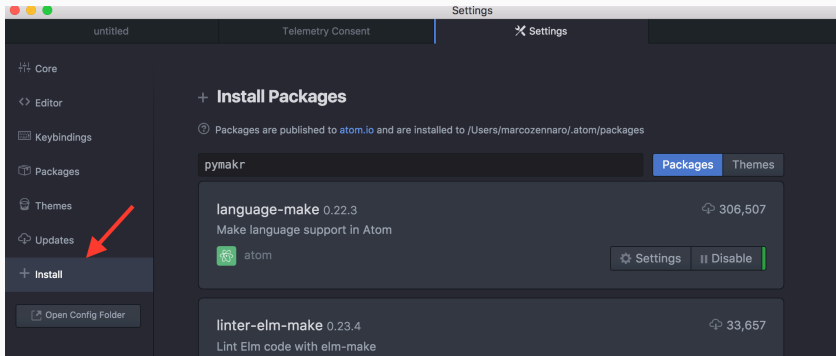 Settings
untitled
Telemetry Consent
Settings
Core
Editor
Keybindings
Packages
Themes
Updates
Install
Open Config Folder
+ Install Packages
Packages are published to atom.io and are installed to /Users/marcozennaro/.atom/packages
pymakr
Packages Themes
language-make 0.22.3 306,507
Make language support in Atom
atom
Settings Disable
linter-elm-make 0.23.4 33,657
Lint Elm code with elm-make